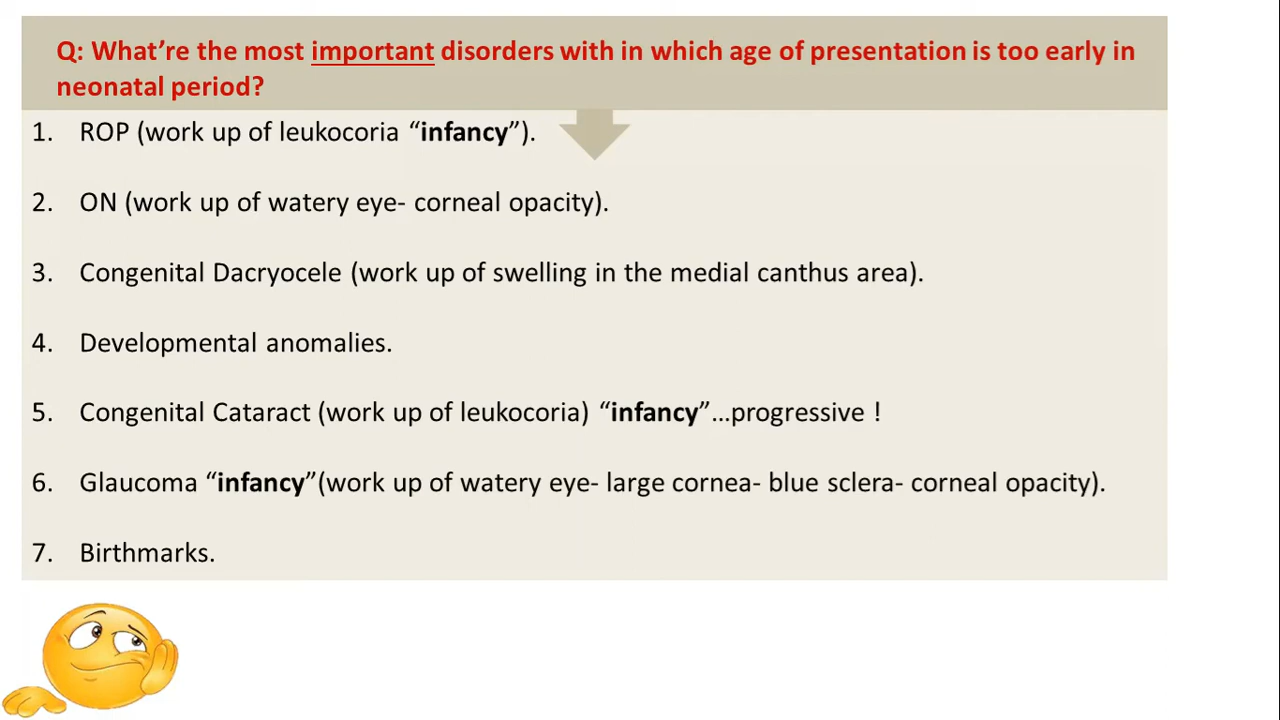 Q: What’re the most important disorders with in which age of presentation is too early in
neonatal period?
1. ROP (work up of leukocoria “infancy”).
2. ON (work up of watery eye- corneal opacity).
3. Congenital Dacryocele (work up of swelling in the medial canthus area).
4. Developmental anomalies.
5. Congenital Cataract (work up of leukocoria) “infancy”…progressive !
6. Glaucoma “infancy”(work up of watery eye- large cornea- blue sclera- corneal opacity).
7. Birthmarks.